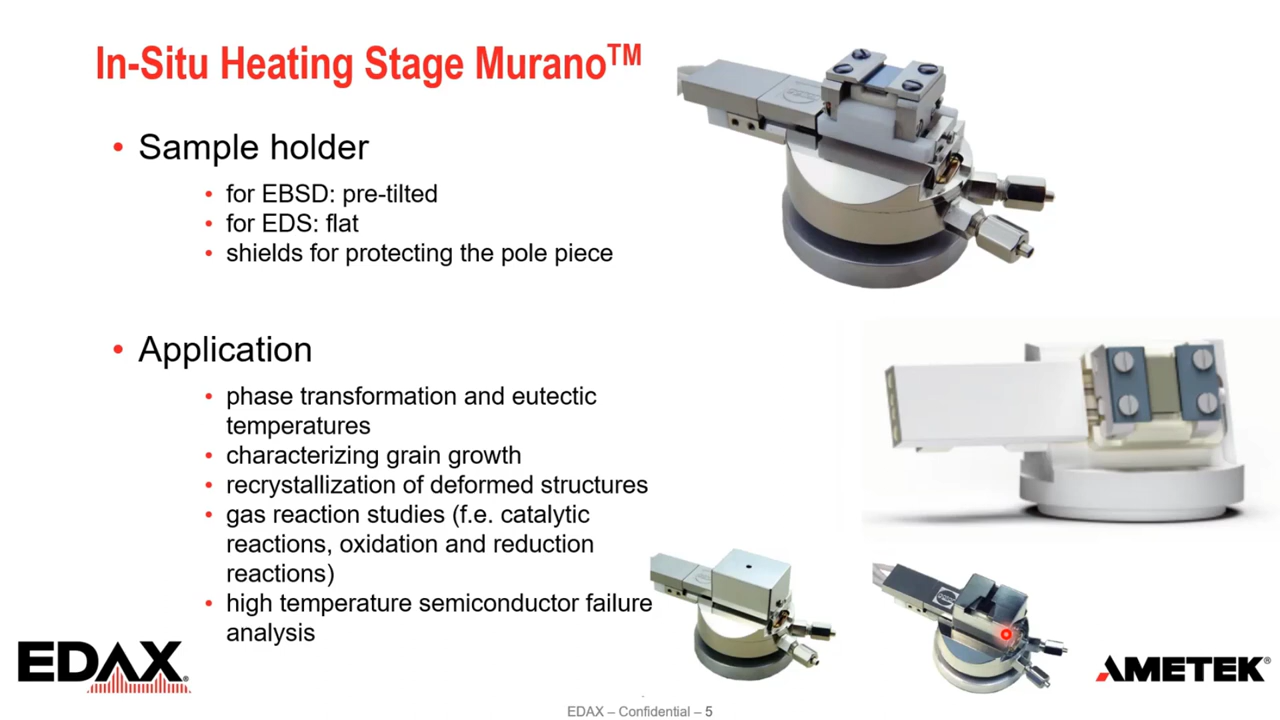 In-Situ Heating Stage Murano™
• Sample holder
• for EBSD: pre-tilted
• for EDS: flat
• shields for protecting the pole piece
• Application
• phase transformation and eutectic
temperatures
• characterizing grain growth
• recrystallization of deformed structures
• gas reaction studies (f.e. catalytic
reactions, oxidation and reduction
reactions)
• high temperature semiconductor failure
analysis
EDAX®
AMETEK®
EDAX – Confidential – 5